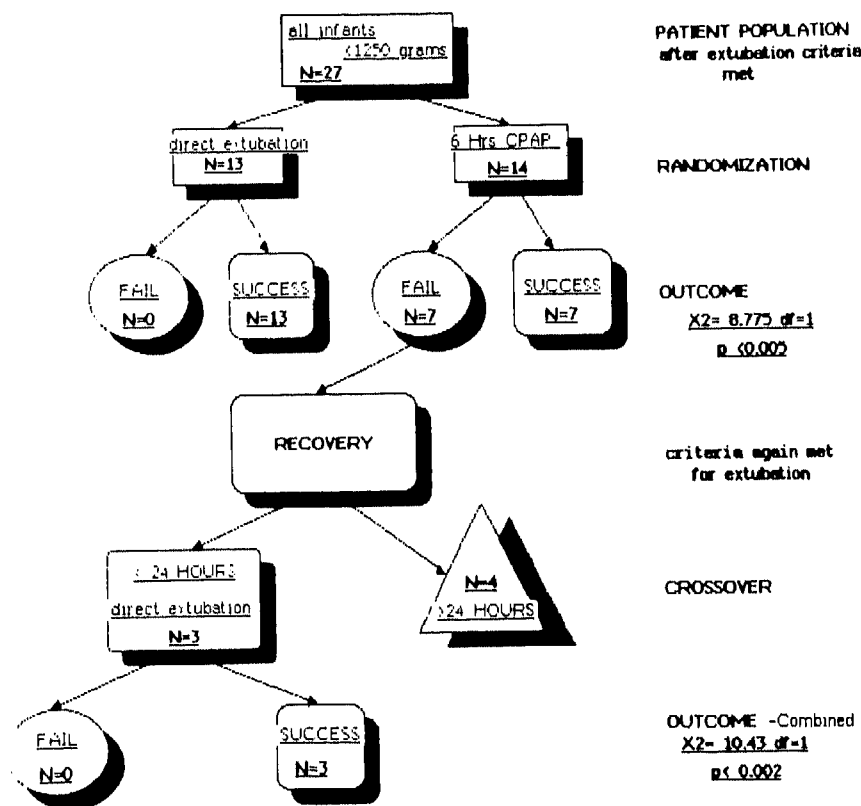 all infants
<1250 grams
N=27
PATIENT POPULATION
after extubation criteria
met
direct extubation
N=13
6 Hrs CPAP
N=14
RANDOMIZATION
FAIL
N=0
SUCCESS
N=13
FAIL
N=7
SUCCESS
N=7
OUTCOME
X2= 8.775 df=1
p <0.005
RECOVERY
criteria again met
for extubation
< 24 HOURS
direct extubation
N=3
N=4
>24 HOURS
CROSSOVER
FAIL
N=0
SUCCESS
N=3
OUTCOME -Combined
X2= 10.43 df=1
p< 0.002